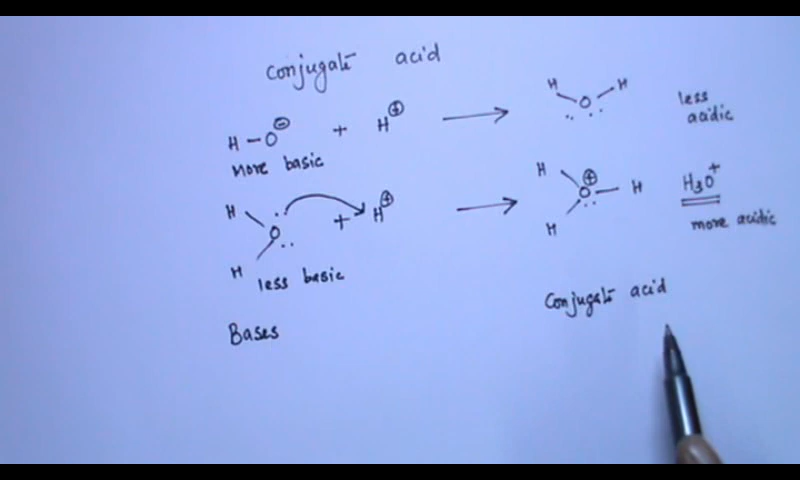 Conjugate acid
H – O⊖ + H⊕ → H O H less acidic
more basic
H O H + H⊕ → H O⊕ H H H₃O⁺
less basic more acidic
Conjugate acid
Bases